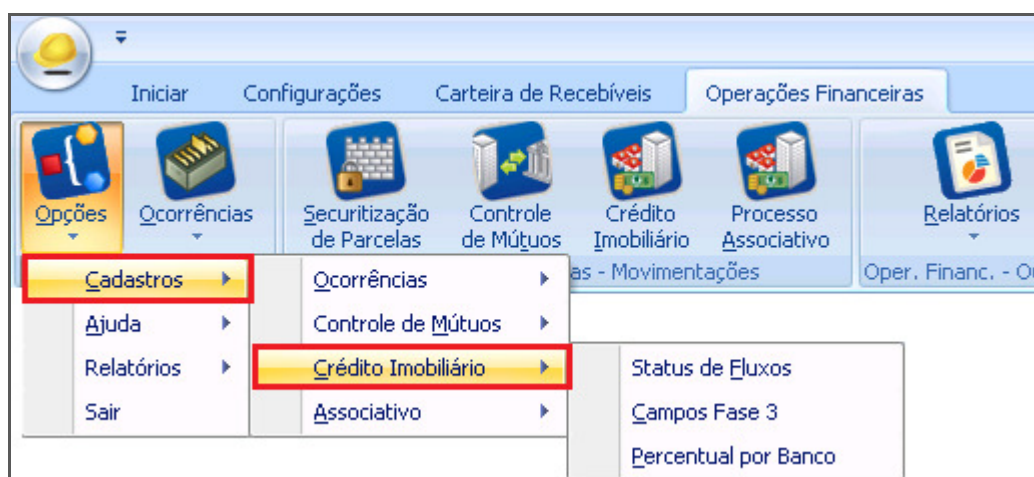 Iniciar Configurações Carteira de Recebíveis Operações Financeiras
Opções Ocorrências Securitização de Parcelas Controle de Mútuos Crédito Imobiliário Processo Associativo Relatórios
as - Movimentações Oper. Financ. - O
Cadastros
Ajuda
Relatórios
Sair
Ocorrências
Controle de Mútuos
Crédito Imobiliário
Associativo
Status de Fluxos
Campos Fase 3
Percentual por Banco